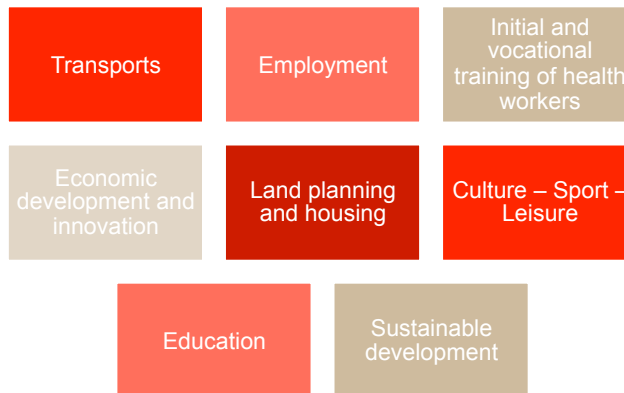 Transports
Employment
Initial and
vocational
training of health
workers
Economic
development and
innovation
Land planning
and housing
Culture – Sport –
Leisure
Education
Sustainable
development